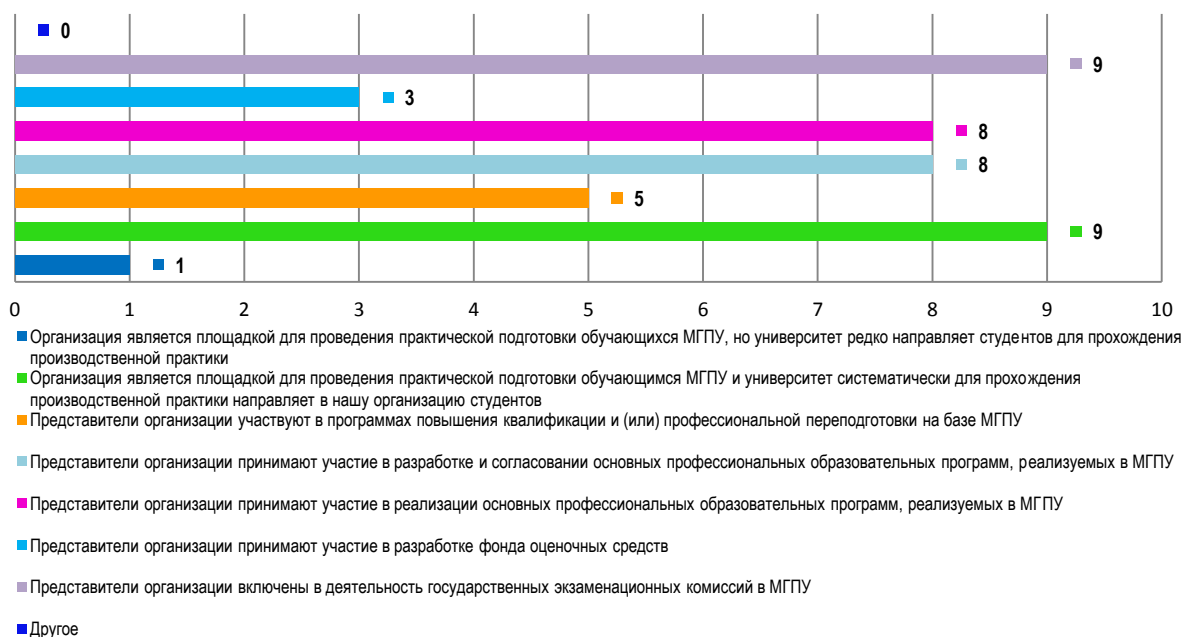 0
9
3
8
8
5
9
1
0 1 2 3 4 5 6 7 8 9 10
Организация является площадкой для проведения практической подготовки обучающихся МГПУ, но университет редко направляет студентов для прохождения
производственной практики
Организация является площадкой для проведения практической подготовки обучающимся МГПУ и университет систематически для прохождения
производственной практики направляет в нашу организацию студентов
Представители организации участвуют в программах повышения квалификации и (или) профессиональной переподготовки на базе МГПУ
Представители организации принимают участие в разработке и согласовании основных профессиональных образовательных программ, реализуемых в МГПУ
Представители организации принимают участие в реализации основных профессиональных образовательных программ, реализуемых в МГПУ
Представители организации принимают участие в разработке фонда оценочных средств
Представители организации включены в деятельность государственных экзаменационных комиссий в МГПУ
Другое